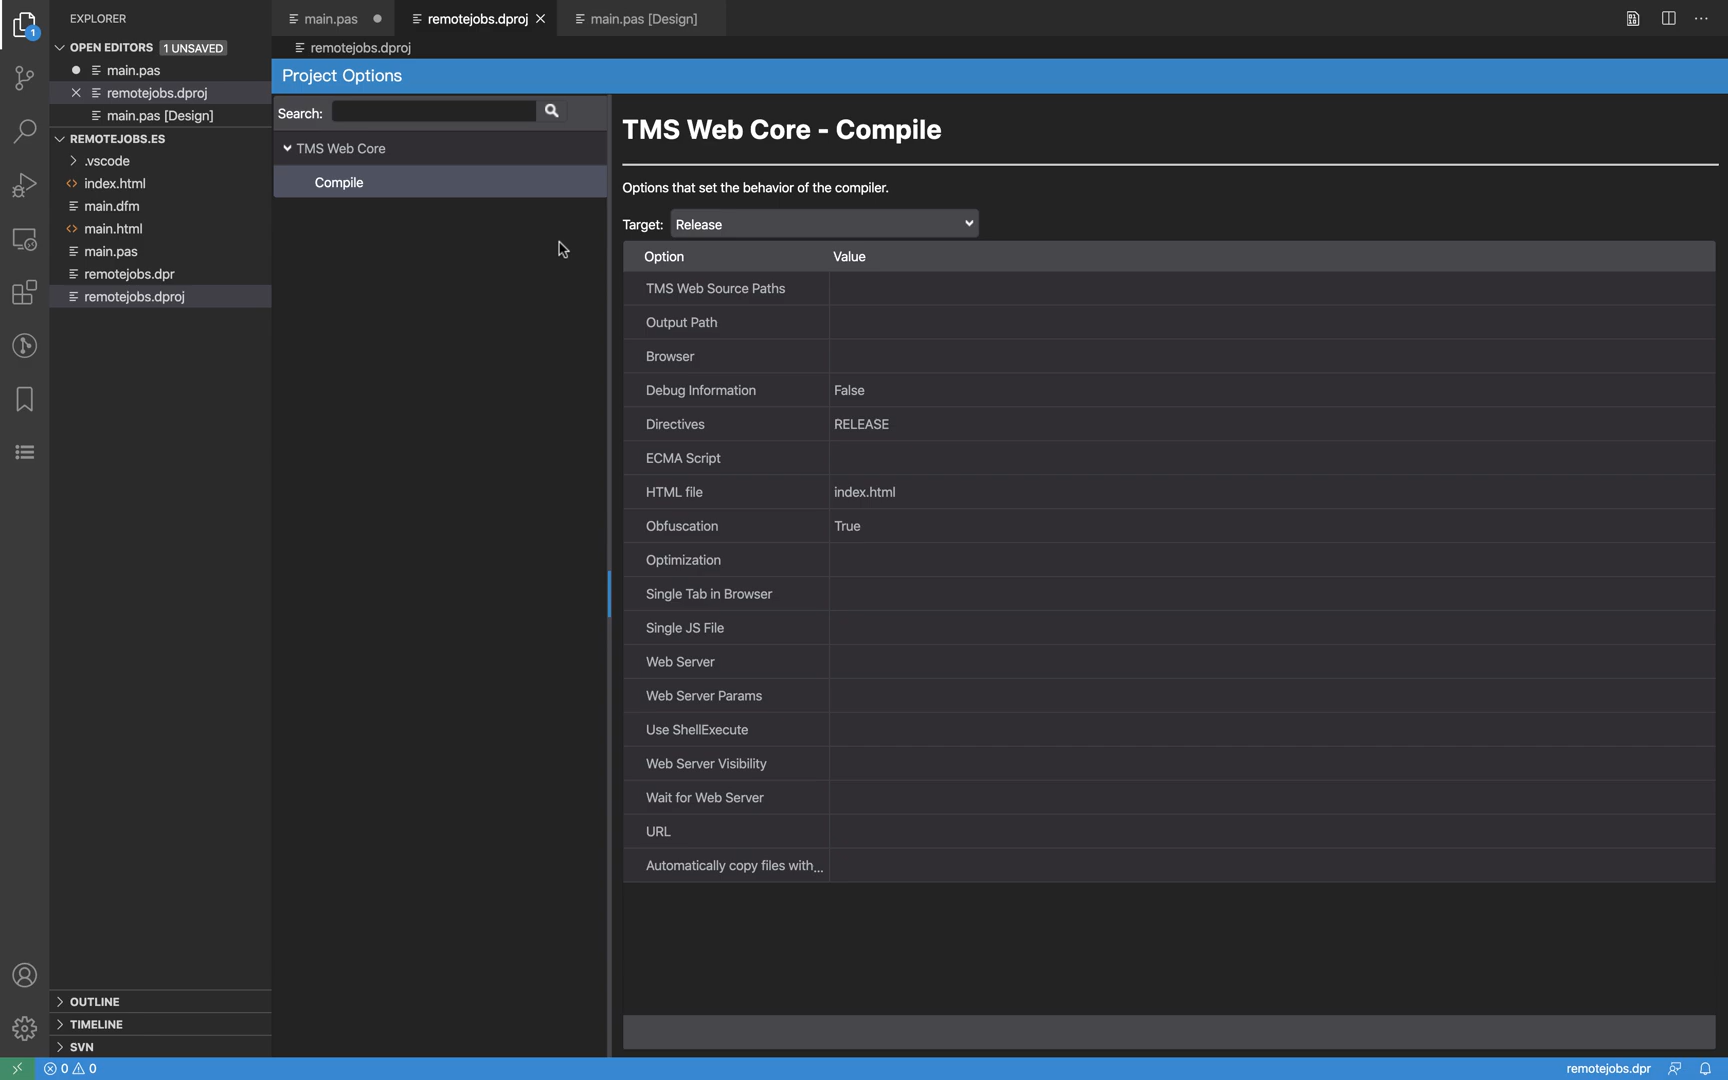 EXPLORER
main.pas
remotejobs.dproj
main.pas [Design]
1
OPEN EDITORS 1 UNSAVED
main.pas
remotejobs.dproj
main.pas [Design]
REMOTEJOBS.ES
.vscode
index.html
main.dfm
main.html
main.pas
remotejobs.dpr
remotejobs.dproj
OUTLINE
TIMELINE
SVN
remotejobs.dproj
Project Options
Search:
TMS Web Core
Compile
TMS Web Core - Compile
Options that set the behavior of the compiler.
Target: Release
Option Value
TMS Web Source Paths
Output Path
Browser
Debug Information False
Directives RELEASE
ECMA Script
HTML file index.html
Obfuscation True
Optimization
Single Tab in Browser
Single JS File
Web Server
Web Server Params
Use ShellExecute
Web Server Visibility
Wait for Web Server
URL
Automatically copy files with...
0 0
remotejobs.dpr